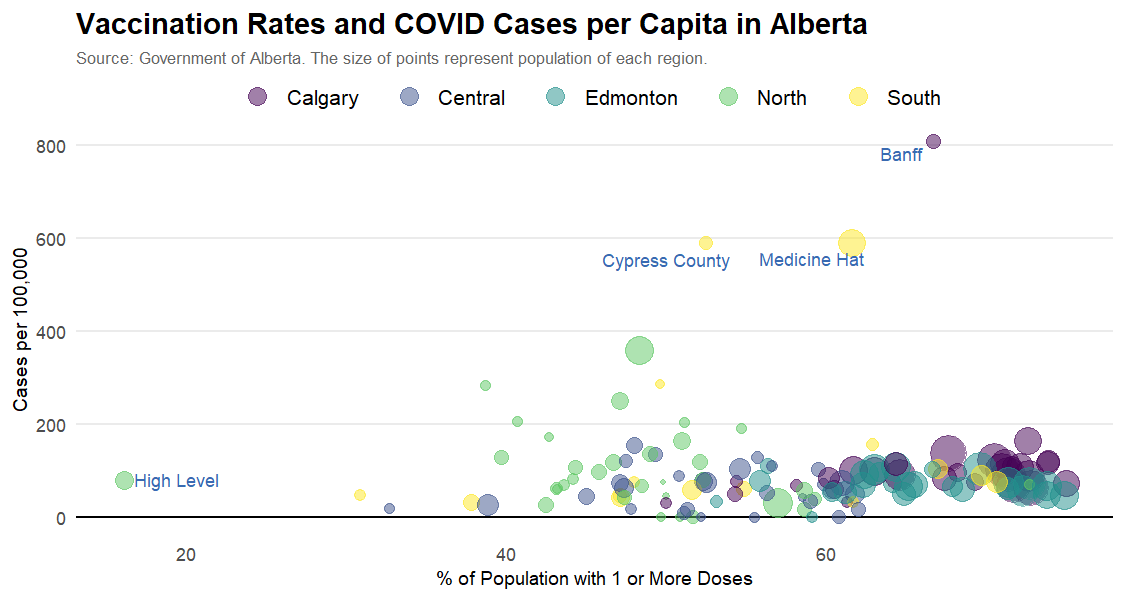 Vaccination Rates and COVID Cases per Capita in Alberta
Source: Government of Alberta. The size of points represent population of each region.
Calgary Central Edmonton North South
800
Banff
600
Cypress County Medicine Hat
Cases per 100,000
400
200
High Level
0
20 40 60
% of Population with 1 or More Doses